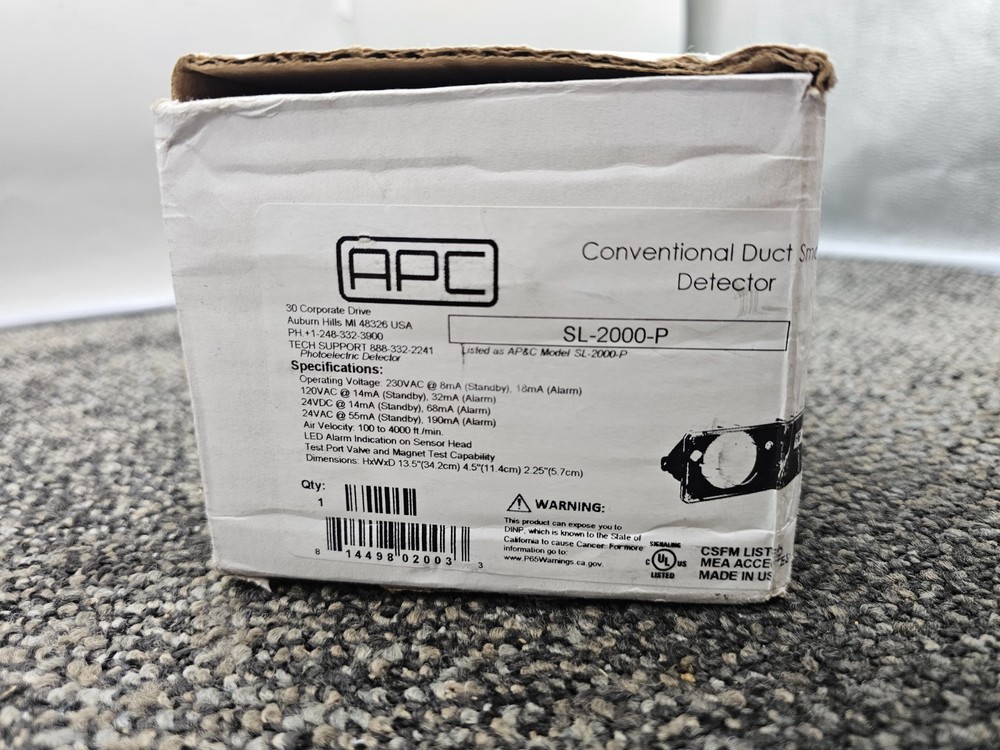 APC
Conventional Duct Smo
Detector
30 Corporate Drive
Auburn Hills MI 48326 USA
PH.+1-248-332-3900
TECH SUPPORT 888-332-2241
Photoelectric Detector
SL-2000-P
Listed as AP&C Model SL-2000-P
Specifications:
Operating Voltage: 230VAC @ 8mA (Standby), 18mA (Alarm)
120VAC @ 14mA (Standby), 32mA (Alarm)
24VDC @ 14mA (Standby), 68mA (Alarm)
24VAC @ 55mA (Standby), 190mA (Alarm)
Air Velocity: 100 to 4000 ft./min.
LED Alarm Indication on Sensor Head
Test Port Valve and Magnet Test Capability
Dimensions: HxWxD 13.5"(34.2cm) 4.5"(11.4cm) 2.25"(5.7cm)
Qty:
1
8 14498 02003 3
WARNING:
This product can expose you to
DINP, which is known to the State of
California to cause Cancer. For more
information go to:
www.P65Warnings.ca.gov.
SIGNALING
C UL US
LISTED
CSFM LISTED
MEA ACCE
MADE IN US